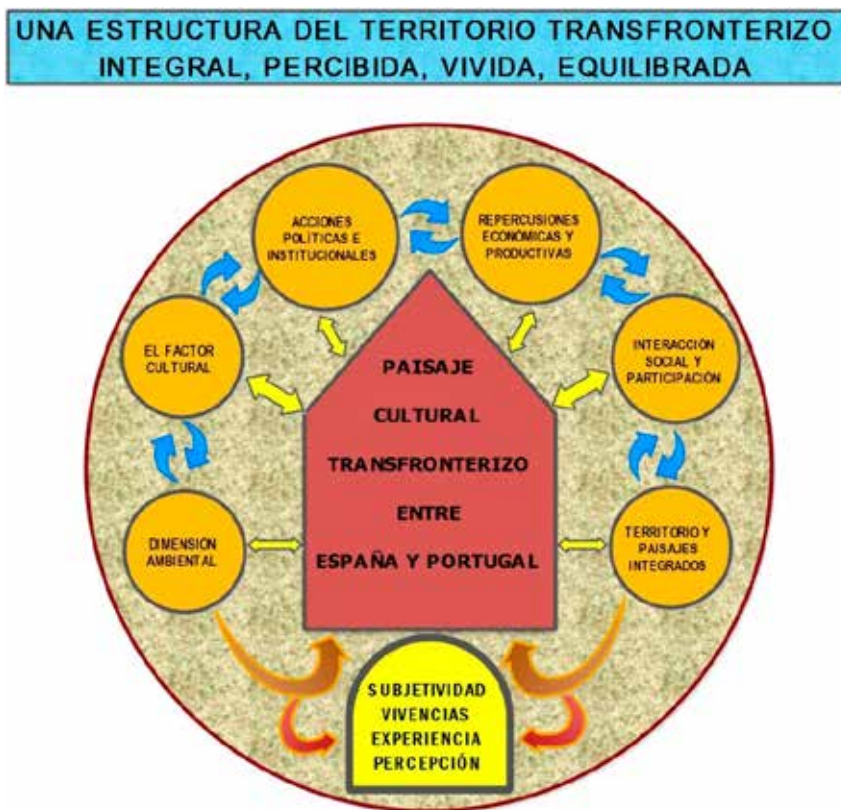 UNA ESTRUCTURA DEL TERRITORIO TRANSFRONTERIZO
INTEGRAL, PERCIBIDA, VIVIDA, EQUILIBRADA
ACCIONES
POLÍTICAS E
INSTITUCIONALES
REPERCUSIONES
ECONÓMICAS Y
PRODUCTIVAS
EL FACTOR
CULTURAL
INTERACCIÓN
SOCIAL Y
PARTICIPACIÓN
PAISAJE
CULTURAL
TRANSFRONTERIZO
ENTRE
ESPAÑA Y PORTUGAL
DIMENSION
AMBIENTAL
TERRITORIO Y
PAISAJES
INTEGRADOS
SUBJETIVIDAD
VIVENCIAS
EXPERIENCIA
PERCEPCIÓN